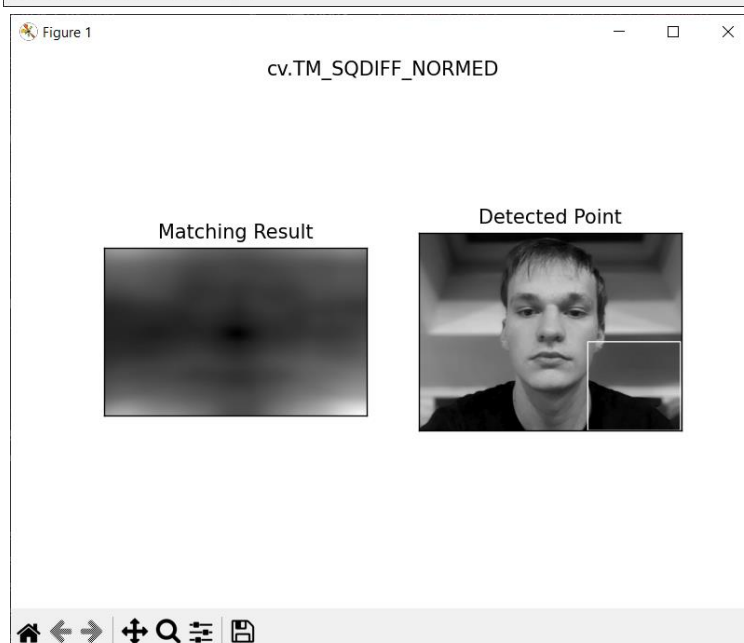 Figure 1
cv.TM_SQDIFF_NORMED
Matching Result
Detected Point